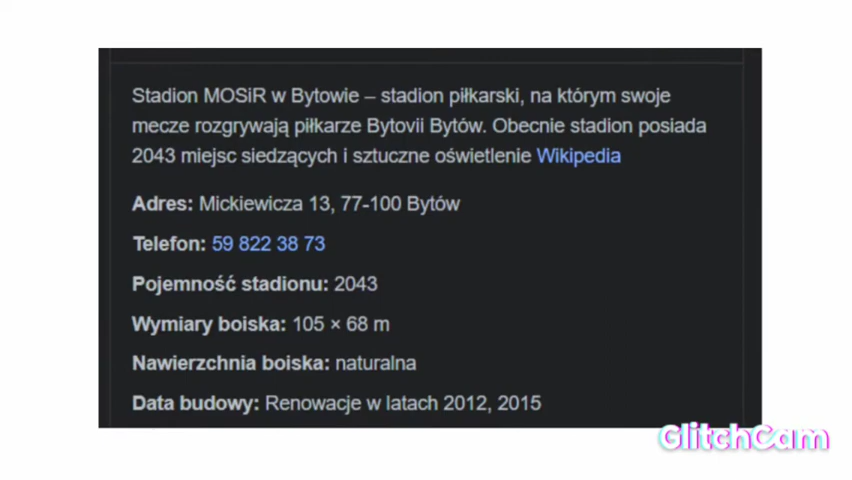 Stadion MOSiR w Bytowie – stadion piłkarski, na którym swoje
mecze rozgrywają piłkarze Bytovii Bytów. Obecnie stadion posiada
2043 miejsc siedzących i sztuczne oświetlenie Wikipedia
Adres: Mickiewicza 13, 77-100 Bytów
Telefon: 59 822 38 73
Pojemność stadionu: 2043
Wymiary boiska: 105 × 68 m
Nawierzchnia boiska: naturalna
Data budowy: Renowacje w latach 2012, 2015
GlitchCam